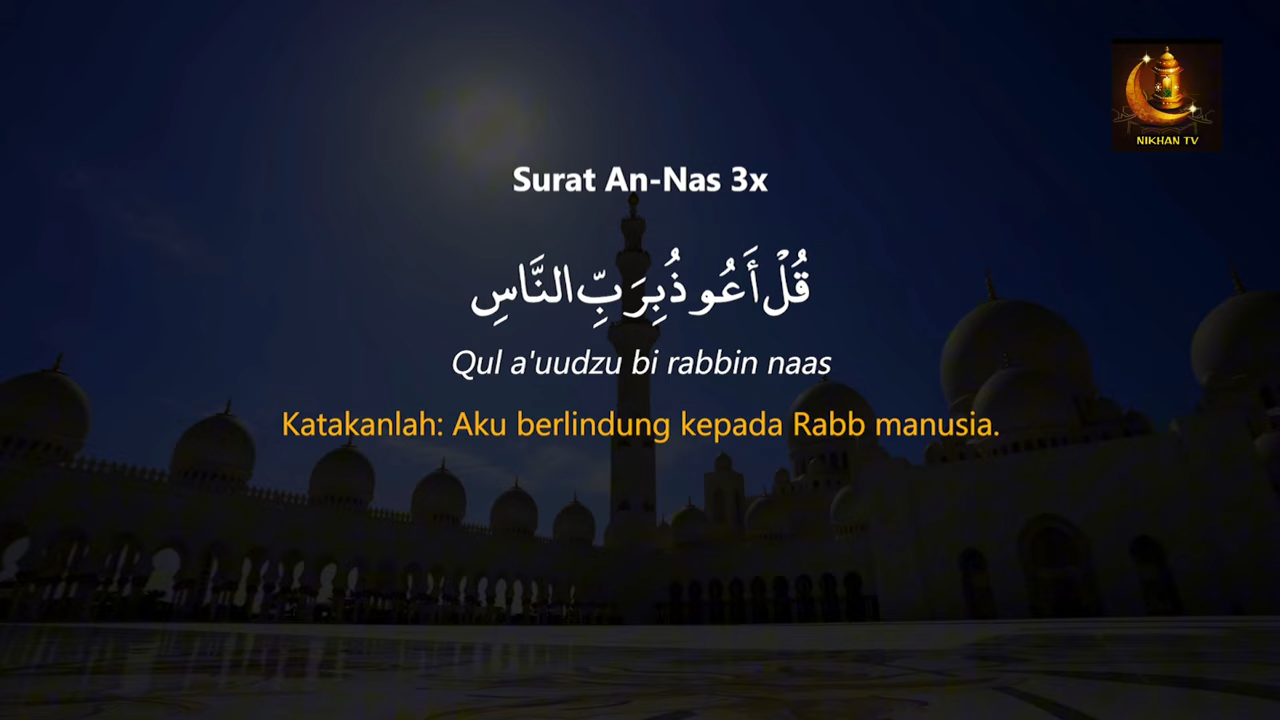 NIKHAN TV
Surat An-Nas 3x
قُلْ أَعُوذُ بِرَبِّ النَّاسِ
Qul a'uudzu bi rabbin naas
Katakanlah: Aku berlindung kepada Rabb manusia.